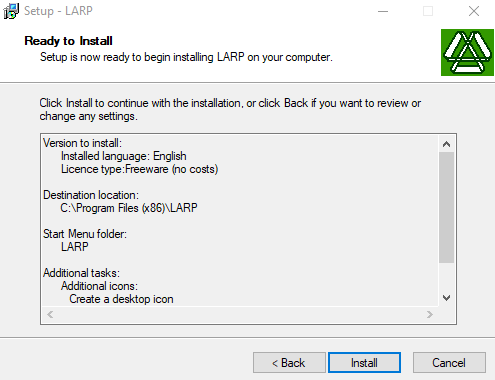 Setup - LARP
Ready to Install
Setup is now ready to begin installing LARP on your computer.
Click Install to continue with the installation, or click Back if you want to review or
change any settings.
Version to install:
Installed language: English
Licence type:Freeware (no costs)
Destination location:
C:\Program Files (x86)\LARP
Start Menu folder:
LARP
Additional tasks:
Additional icons:
Create a desktop icon
< Back
Install
Cancel